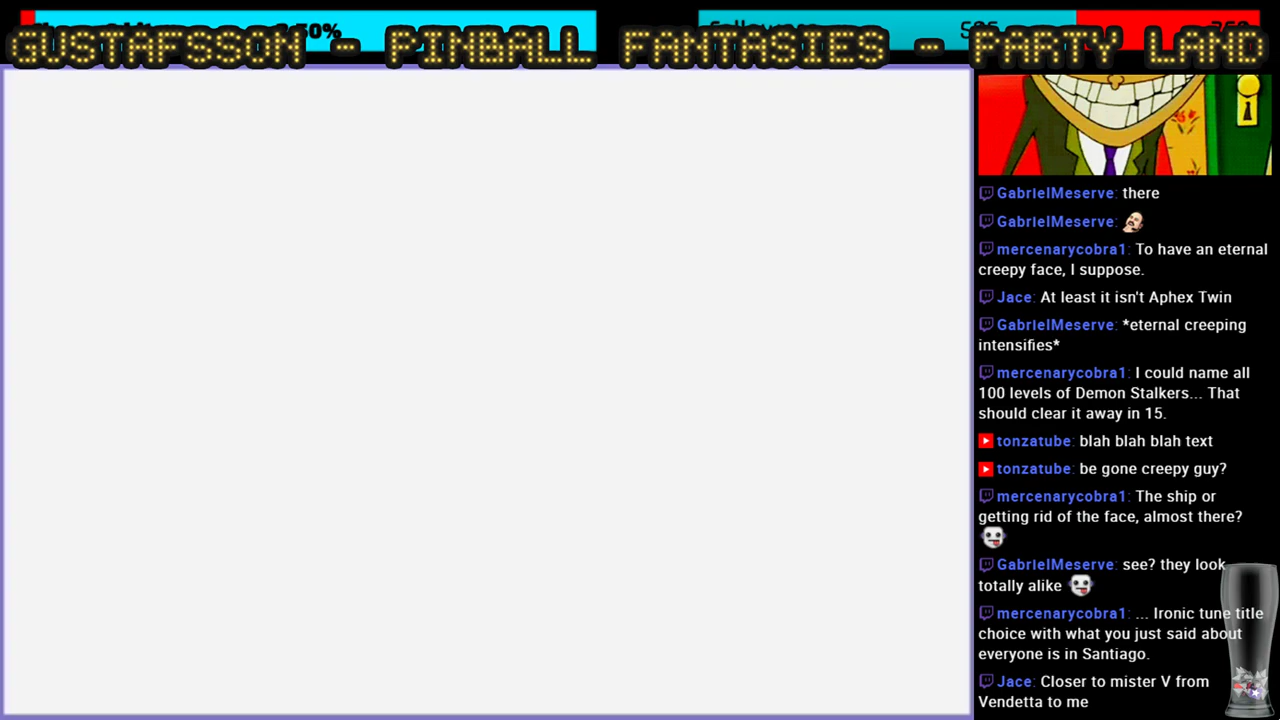 GUSTAFSSON - PINBALL FANTASIES - PARTY LAND
GabrielMeserve: there
GabrielMeserve:
mercenarycobra1: To have an eternal
creepy face, I suppose.
Jace: At least it isn't Aphex Twin
GabrielMeserve: *eternal creeping
intensifies*
mercenarycobra1: I could name all
100 levels of Demon Stalkers... That
should clear it away in 15.
tonzatube: blah blah blah text
tonzatube: be gone creepy guy?
mercenarycobra1: The ship or
getting rid of the face, almost there?
GabrielMeserve: see? they look
totally alike
mercenarycobra1: ... Ironic tune title
choice with what you just said about
everyone is in Santiago.
Jace: Closer to mister V from
Vendetta to me